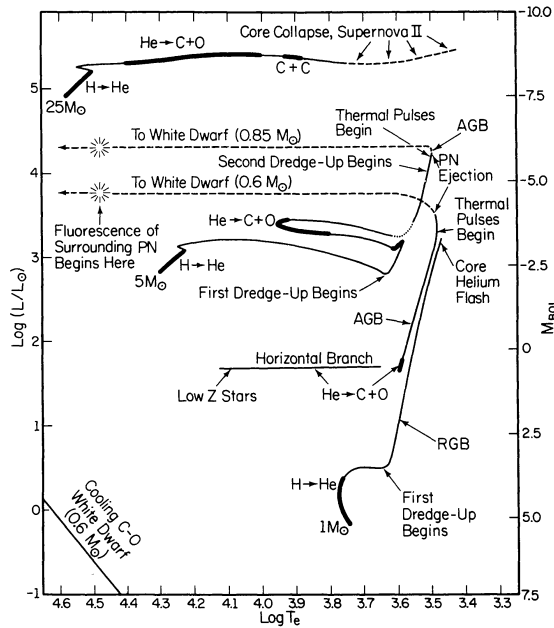 Core Collapse, Supernova II
He→C+O
C + C
H→He
25M⊙
Thermal Pulses
Begin
AGB
To White Dwarf (0.85 M⊙)
Second Dredge-Up Begins
PN
Ejection
To White Dwarf (0.6 M⊙)
Thermal
Pulses
Begin
He→C+O
Fluorescence of
Surrounding PN
Begins Here
H→He
5M⊙
First Dredge-Up Begins
Core
Helium
Flash
AGB
Horizontal Branch
Low Z Stars
He→C+O
RGB
H→He
1M⊙
First
Dredge-Up
Begins
Cooling C-O
White Dwarf
(0.6 M⊙)
Log (L/L⊙)
5
4
3
2
1
0
-1
MBOL
-10.0
-7.5
-5.0
-2.5
0
2.5
5.0
7.5
4.6 4.5 4.4 4.3 4.2 4.1 4.0 3.9 3.8 3.7 3.6 3.5 3.4 3.3
Log Te